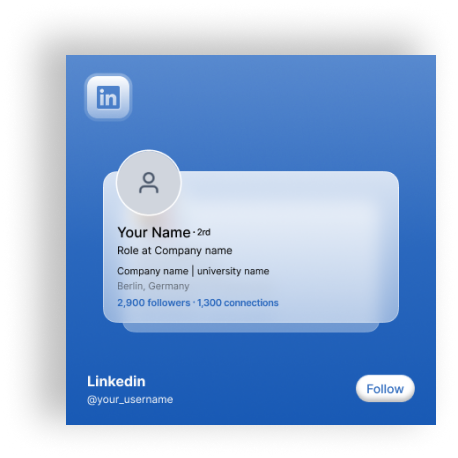 in
Your Name · 2nd
Role at Company name
Company name | university name
Berlin, Germany
2,900 followers · 1,300 connections
Linkedin
@your_username
Follow